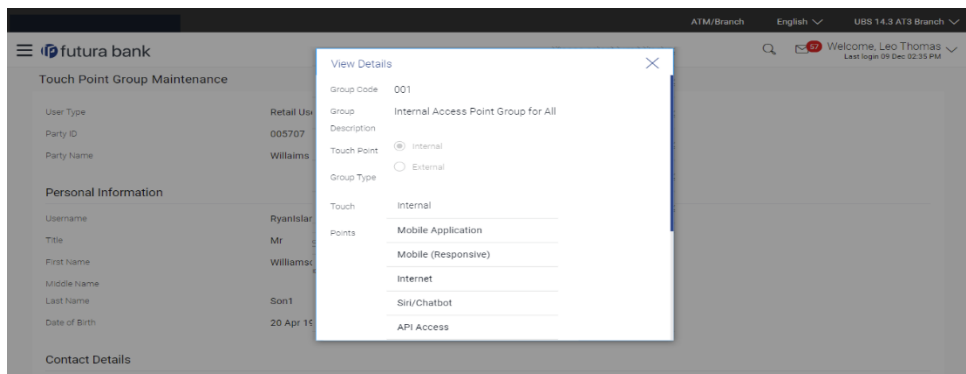 ATM/Branch English UBS 14.3 AT3 Branch
futura bank
57
Welcome, Leo Thomas
Last login 09 Dec 02:35 PM
Touch Point Group Maintenance
User Type Retail Use
Party ID 005707
Party Name Willaims
Personal Information
Username RyanIslar
Title Mr
First Name Williamso
Middle Name
Last Name Son1
Date of Birth 20 Apr 19
Contact Details
View Details
Group Code 001
Group Internal Access Point Group for All
Description
Touch Point Internal
External
Group Type
Touch Internal
Points Mobile Application
Mobile (Responsive)
Internet
Siri/Chatbot
API Access